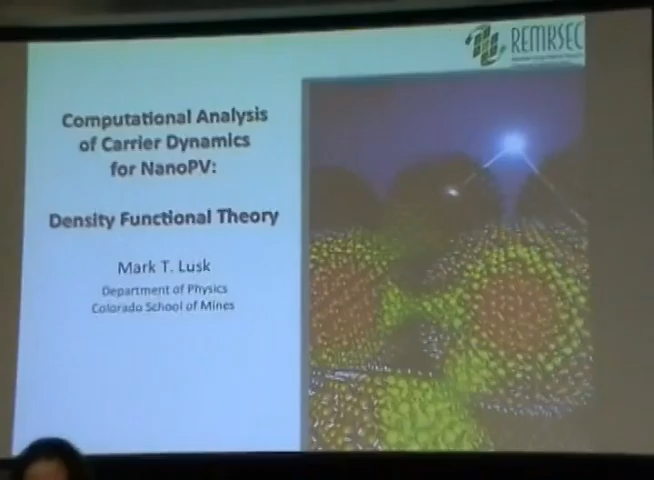 REMRSEC
Computational Analysis
of Carrier Dynamics
for NanoPV:
Density Functional Theory
Mark T. Lusk
Department of Physics
Colorado School of Mines